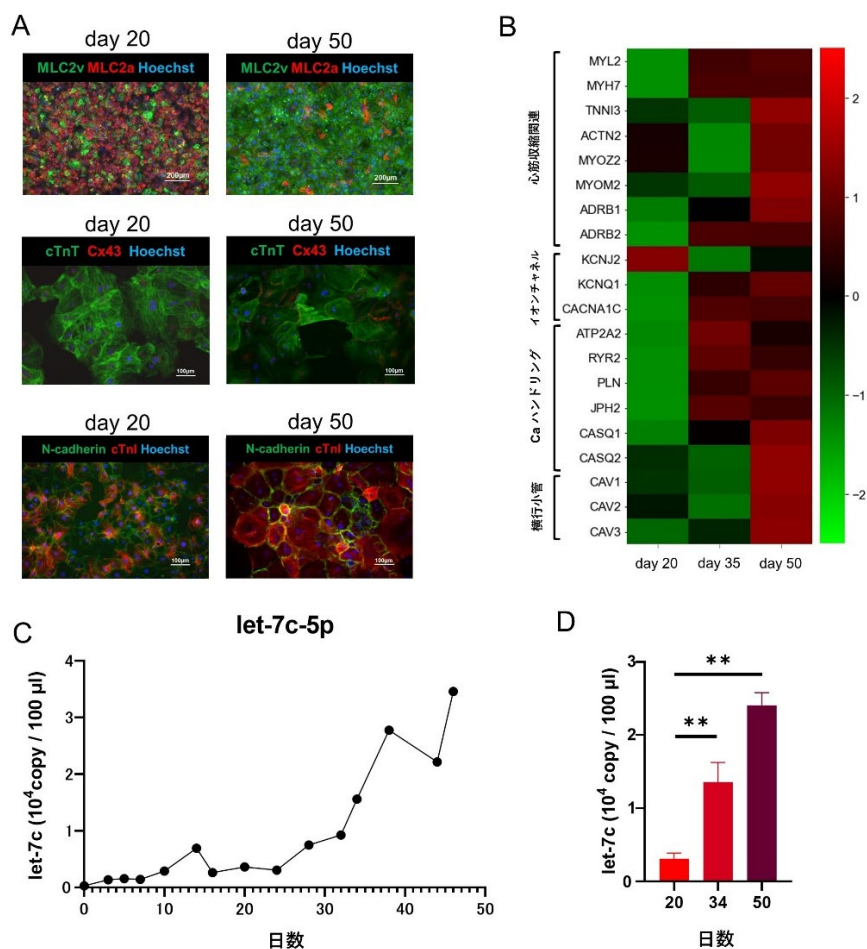 A
day 20
day 50
MLC2v MLC2a Hoechst
MLC2v MLC2a Hoechst
200μm
200μm
day 20
day 50
cTnT Cx43 Hoechst
cTnT Cx43 Hoechst
100μm
100μm
day 20
day 50
N-cadherin cTnI Hoechst
N-cadherin cTnI Hoechst
100μm
100μm
B
心筋収縮関連
MYL2
MYH7
TNNI3
ACTN2
MYOZ2
MYOM2
ADRB1
ADRB2
イオンチャネル
KCNJ2
KCNQ1
CACNA1C
Ca ハンドリング
ATP2A2
RYR2
PLN
JPH2
CASQ1
CASQ2
横行小管
CAV1
CAV2
CAV3
day 20 day 35 day 50
2
1
0
−1
−2
C
let-7c-5p
let-7c (10⁴copy / 100 μl)
4
3
2
1
0
0 10 20 30 40 50
日数
D
let-7c (10⁴ copy / 100 μl)
3
2
1
0
**
**
20 34 50
日数